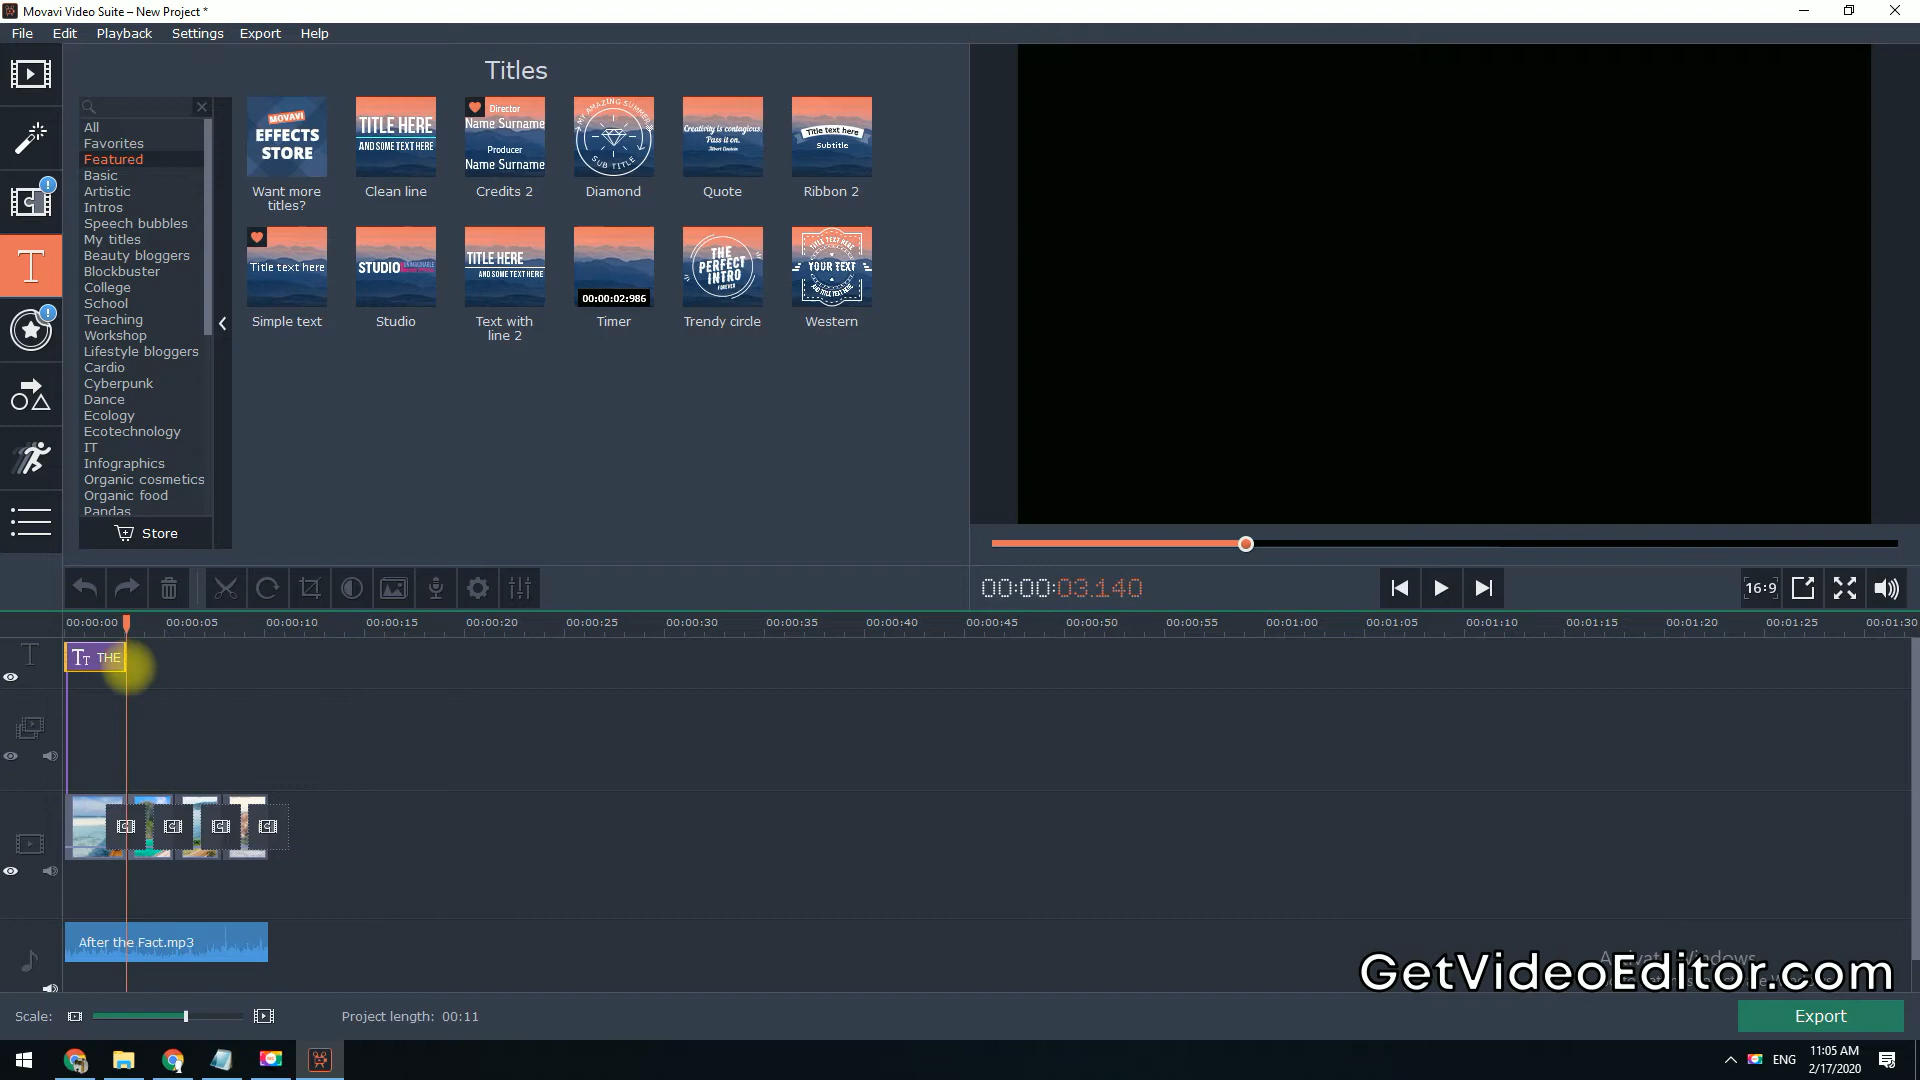 Movavi Video Suite – New Project *
File Edit Playback Settings Export Help
Titles
All
Favorites
Featured
Basic
Artistic
Intros
Speech bubbles
My titles
Beauty bloggers
Blockbuster
College
School
Teaching
Workshop
Lifestyle bloggers
Cardio
Cyberpunk
Dance
Ecology
Ecotechnology
IT
Infographics
Organic cosmetics
Organic food
Pandas
Store
MOVAVI
EFFECTS
STORE
Want more
titles?
TITLE HERE
AND SOME TEXT HERE
Clean line
Director
Name Surname
Producer
Name Surname
Credits 2
MY AMAZING SUMMER
SUB TITLE
Diamond
Creativity is contagious.
Pass it on.
Albert Einstein
Quote
Title text here
Subtitle
Ribbon 2
Title text here
Simple text
STUDIO
Studio
TITLE HERE
AND SOME TEXT HERE
Text with
line 2
00:00:02:986
Timer
THE
PERFECT
INTRO
FOREVER
Trendy circle
TITLE TEXT HERE
YOUR TEXT
AND TITLE TEXT HERE
Western
00:00:03.140
16:9
00:00:00 00:00:05 00:00:10 00:00:15 00:00:20 00:00:25 00:00:30 00:00:35 00:00:40 00:00:45 00:00:50 00:00:55 00:01:00 00:01:05 00:01:10 00:01:15 00:01:20 00:01:25 00:01:30
THE
After the Fact.mp3
GetVideoEditor.com
Scale:
Project length: 00:11
Export
ENG
11:05 AM
2/17/2020